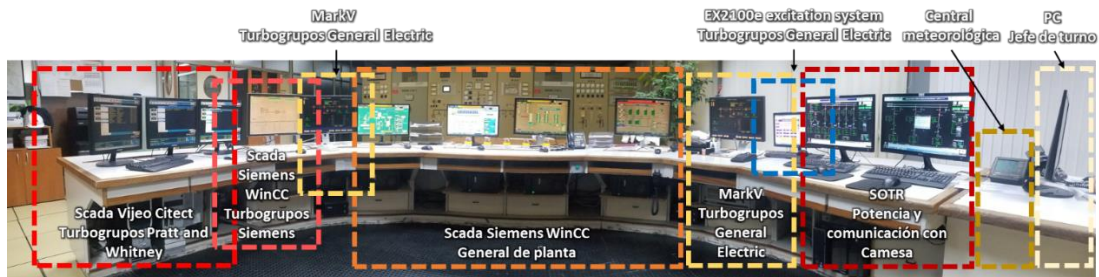 MarkV
Turbogrupos General Electric
EX2100e excitation system
Turbogrupos General Electric
Central
meteorológica
PC
Jefe de turno
Scada Vijeo Citect
Turbogrupos Pratt and
Whitney
Scada
Siemens
WinCC
Turbogrupos
Siemens
Scada Siemens WinCC
General de planta
MarkV
Turbogrupos
General
Electric
SOTR
Potencia y
comunicación con
Camesa